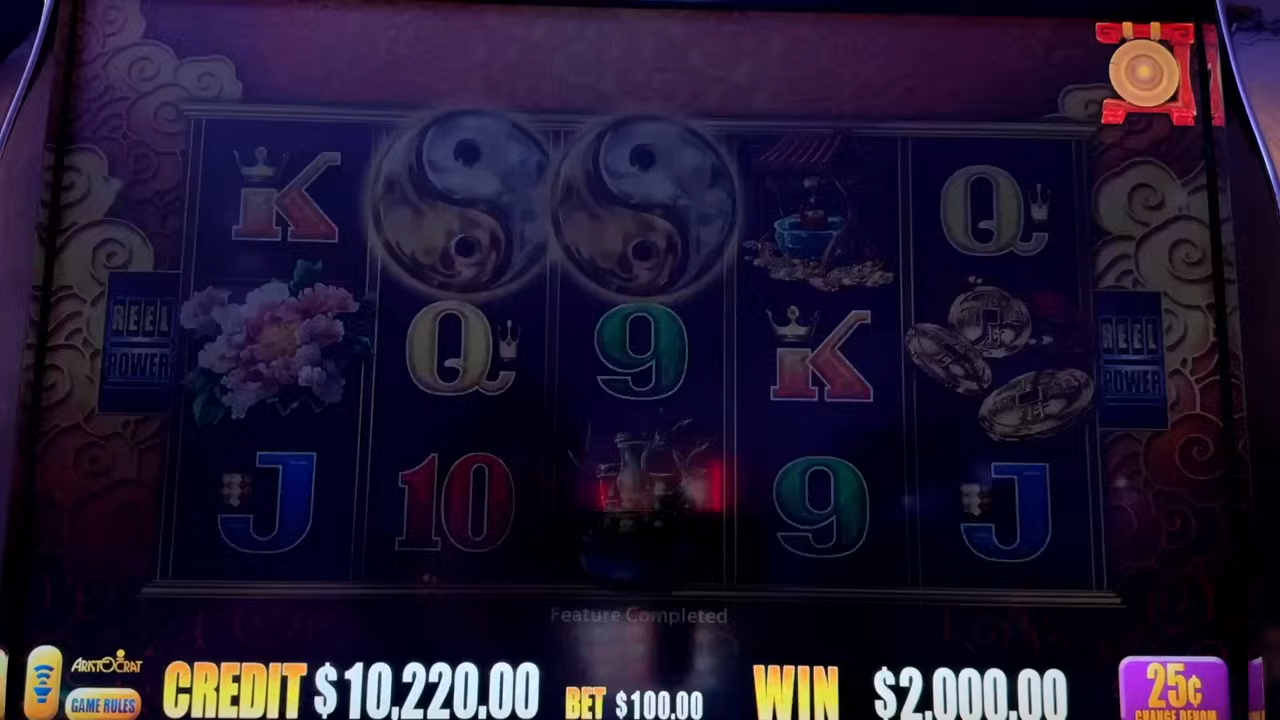 K Q
REEL POWER Q 9 K REEL POWER
J 10 9 J
Feature Completed
ARISTOCRAT
GAME RULES
CREDIT $10,220.00 BET $100.00 WIN $2,000.00
25¢
CHANGE DENOM